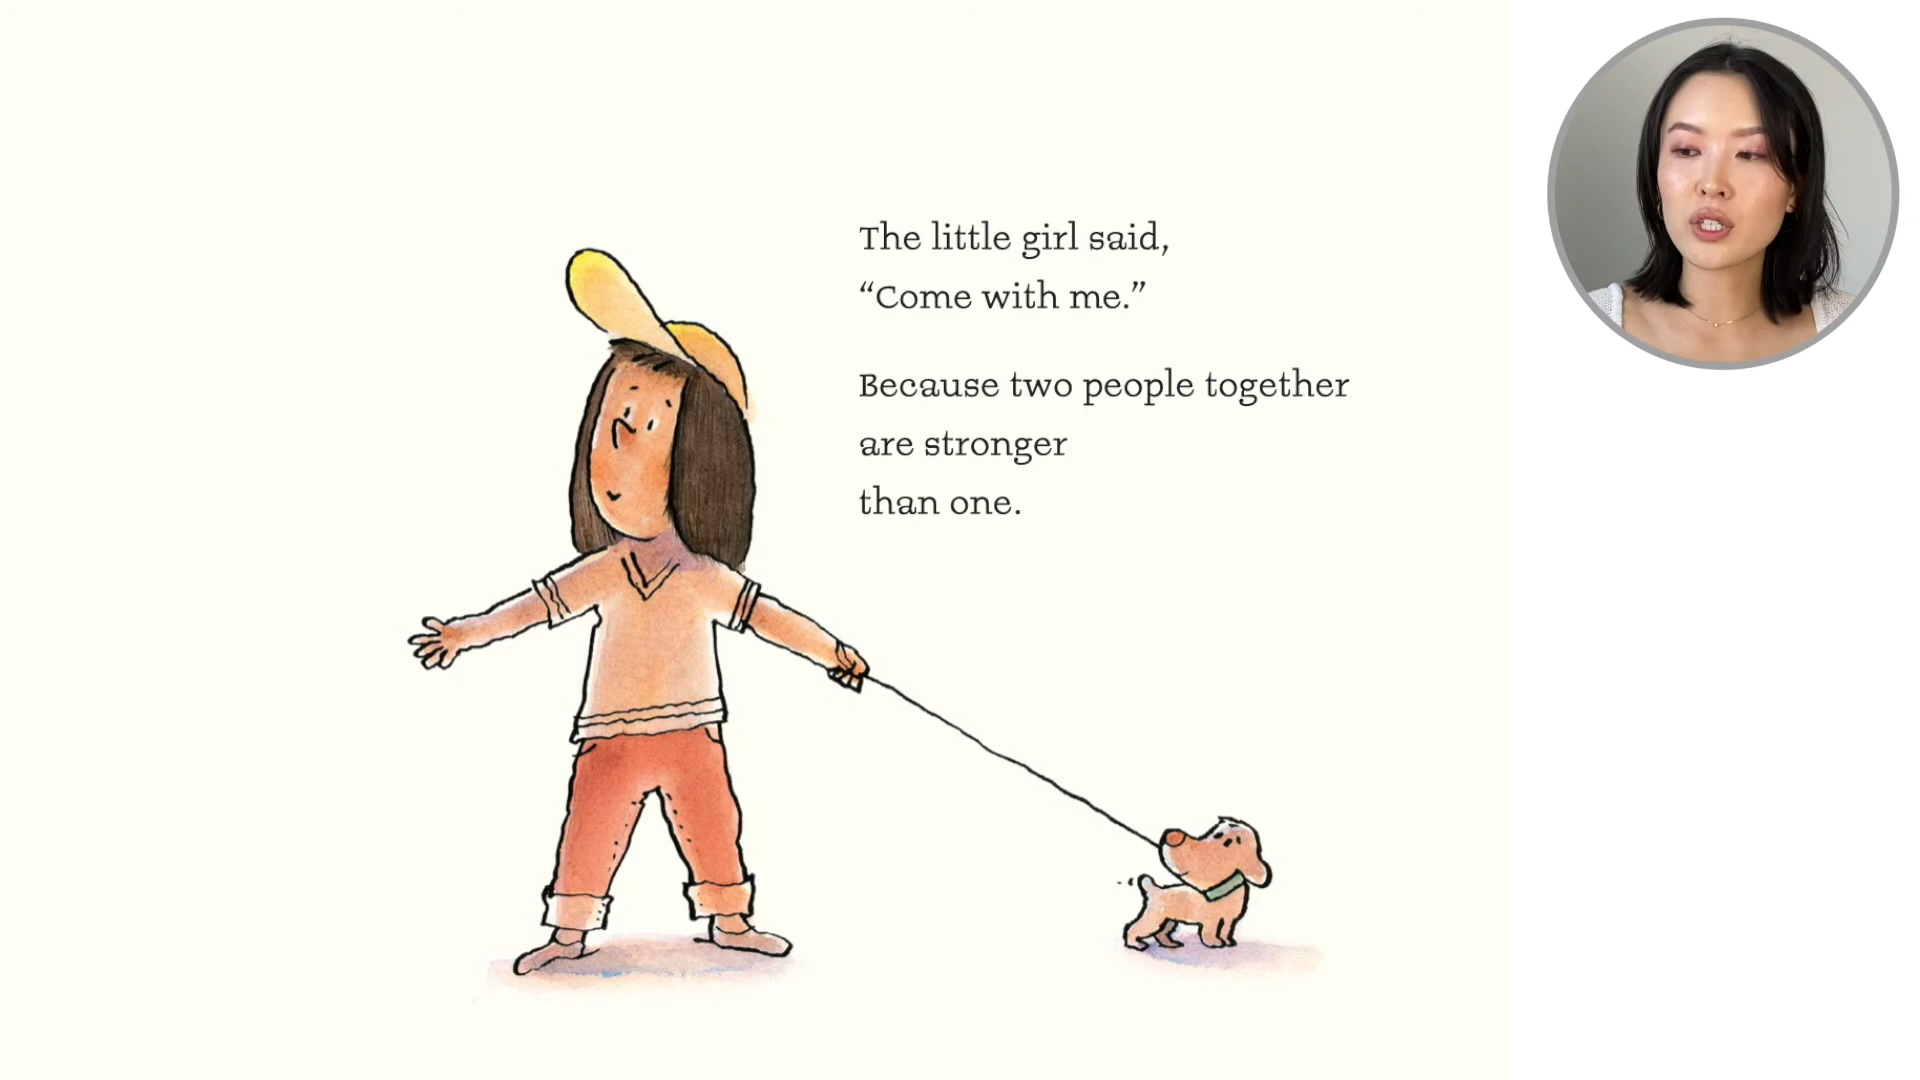 The little girl said,
“Come with me.”
Because two people together
are stronger
than one.